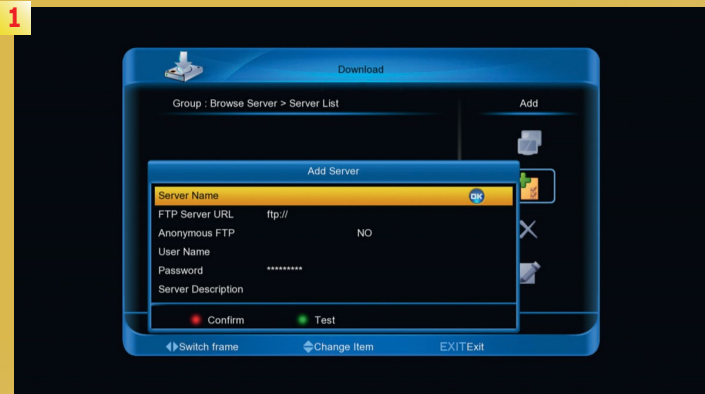 1
Download
Group : Browse Server > Server List Add
Add Server
Server Name OK
FTP Server URL ftp://
Anonymous FTP NO
User Name
Password *********
Server Description
Confirm Test
Switch frame Change Item EXITExit